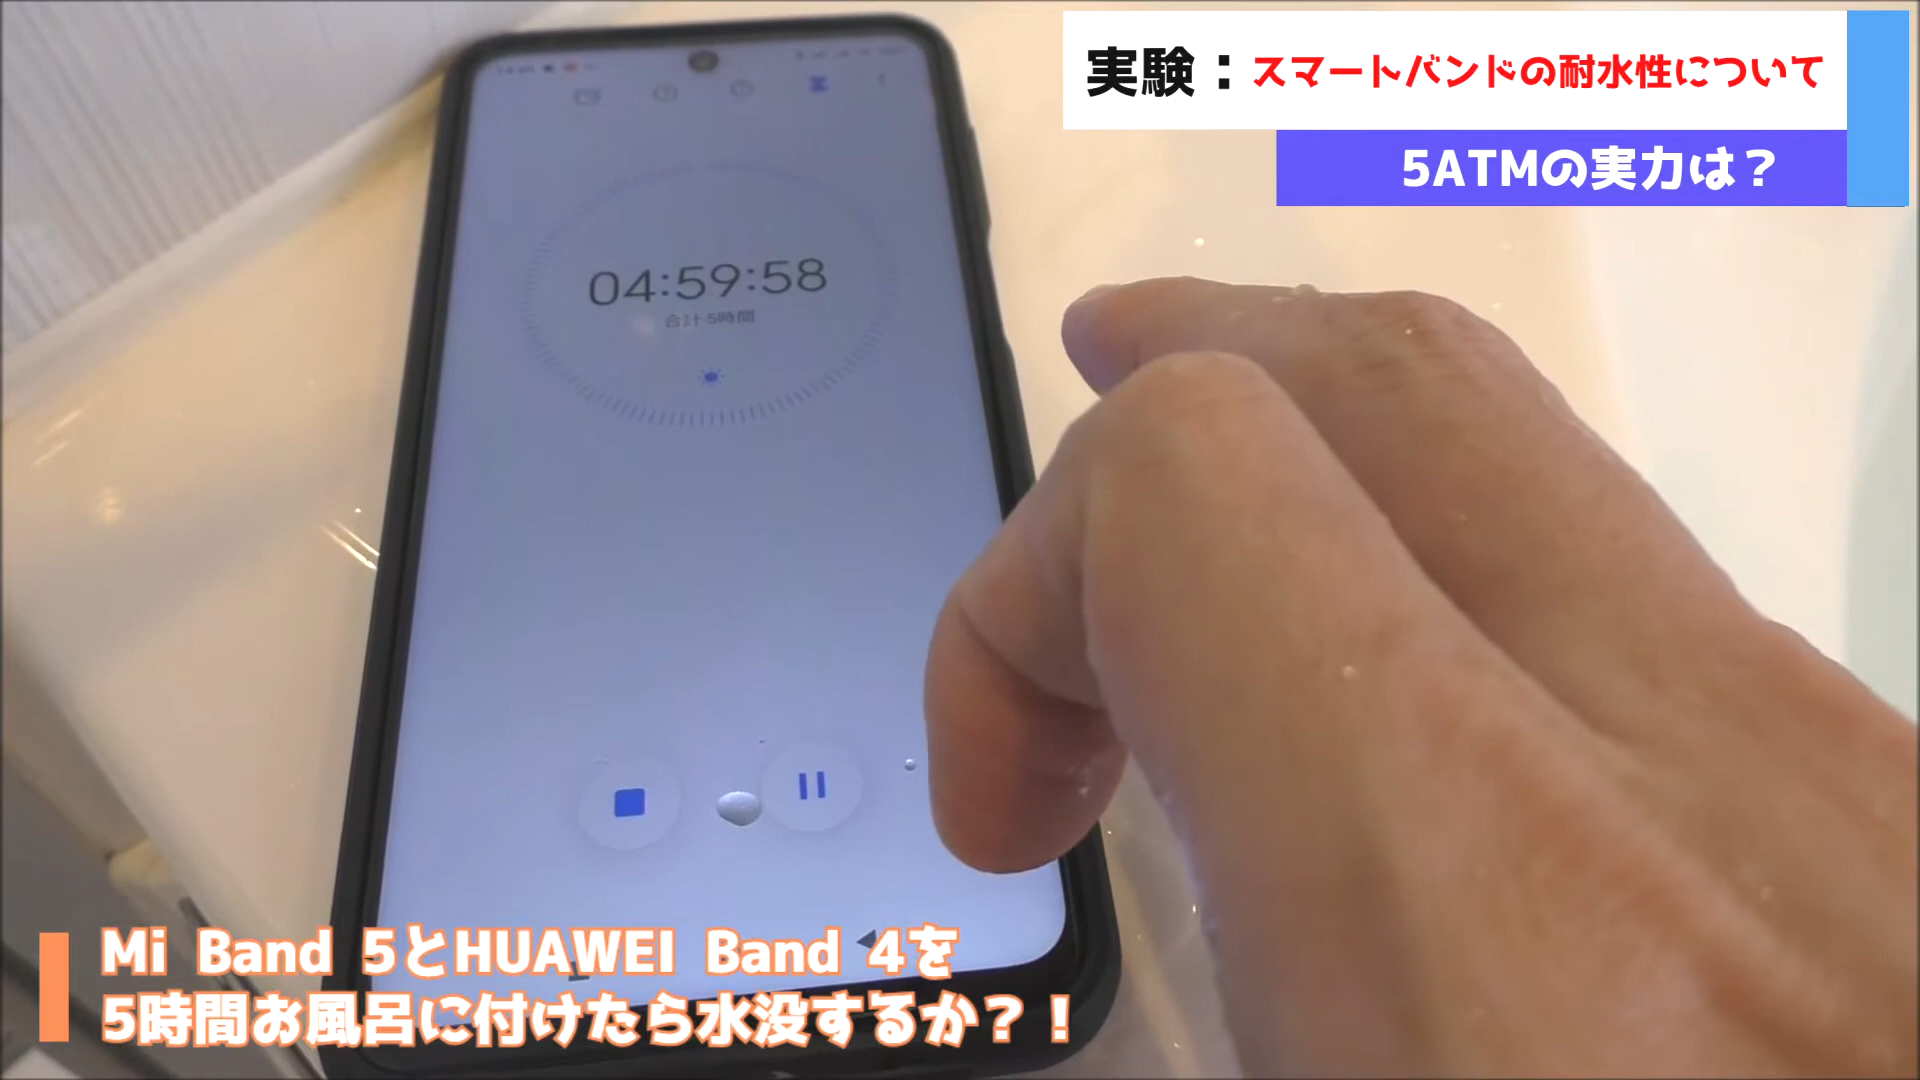 実験：スマートバンドの耐水性について
5ATMの実力は？
04:59:58
合計 5時間
Mi Band 5とHUAWEI Band 4を
5時間お風呂に付けたら水没するか？！